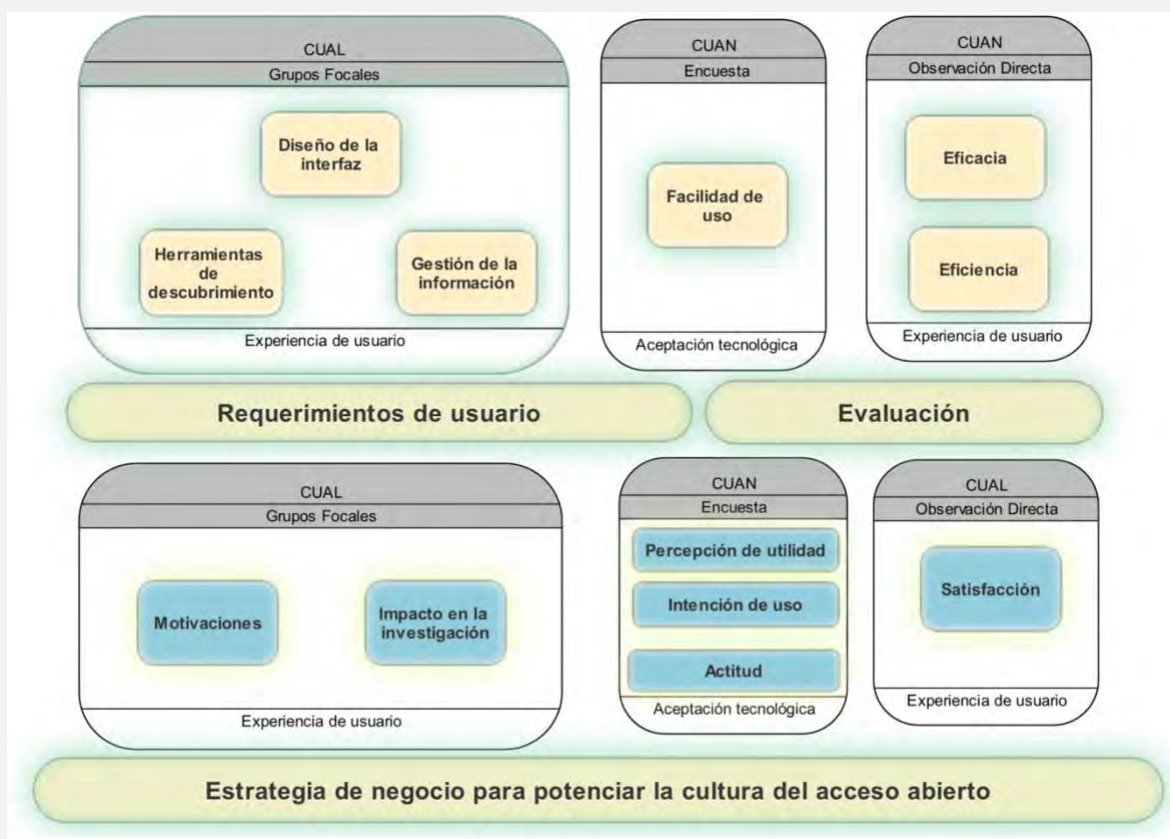 CUAL
Grupos Focales
Diseño de la
interfaz
Herramientas
de
descubrimiento
Gestión de la
información
Experiencia de usuario
CUAN
Encuesta
Facilidad de
uso
Aceptación tecnológica
CUAN
Observación Directa
Eficacia
Eficiencia
Experiencia de usuario
Requerimientos de usuario
Evaluación
CUAL
Grupos Focales
Motivaciones
Impacto en la
investigación
Experiencia de usuario
CUAN
Encuesta
Percepción de utilidad
Intención de uso
Actitud
Aceptación tecnológica
CUAL
Observación Directa
Satisfacción
Experiencia de usuario
Estrategia de negocio para potenciar la cultura del acceso abierto